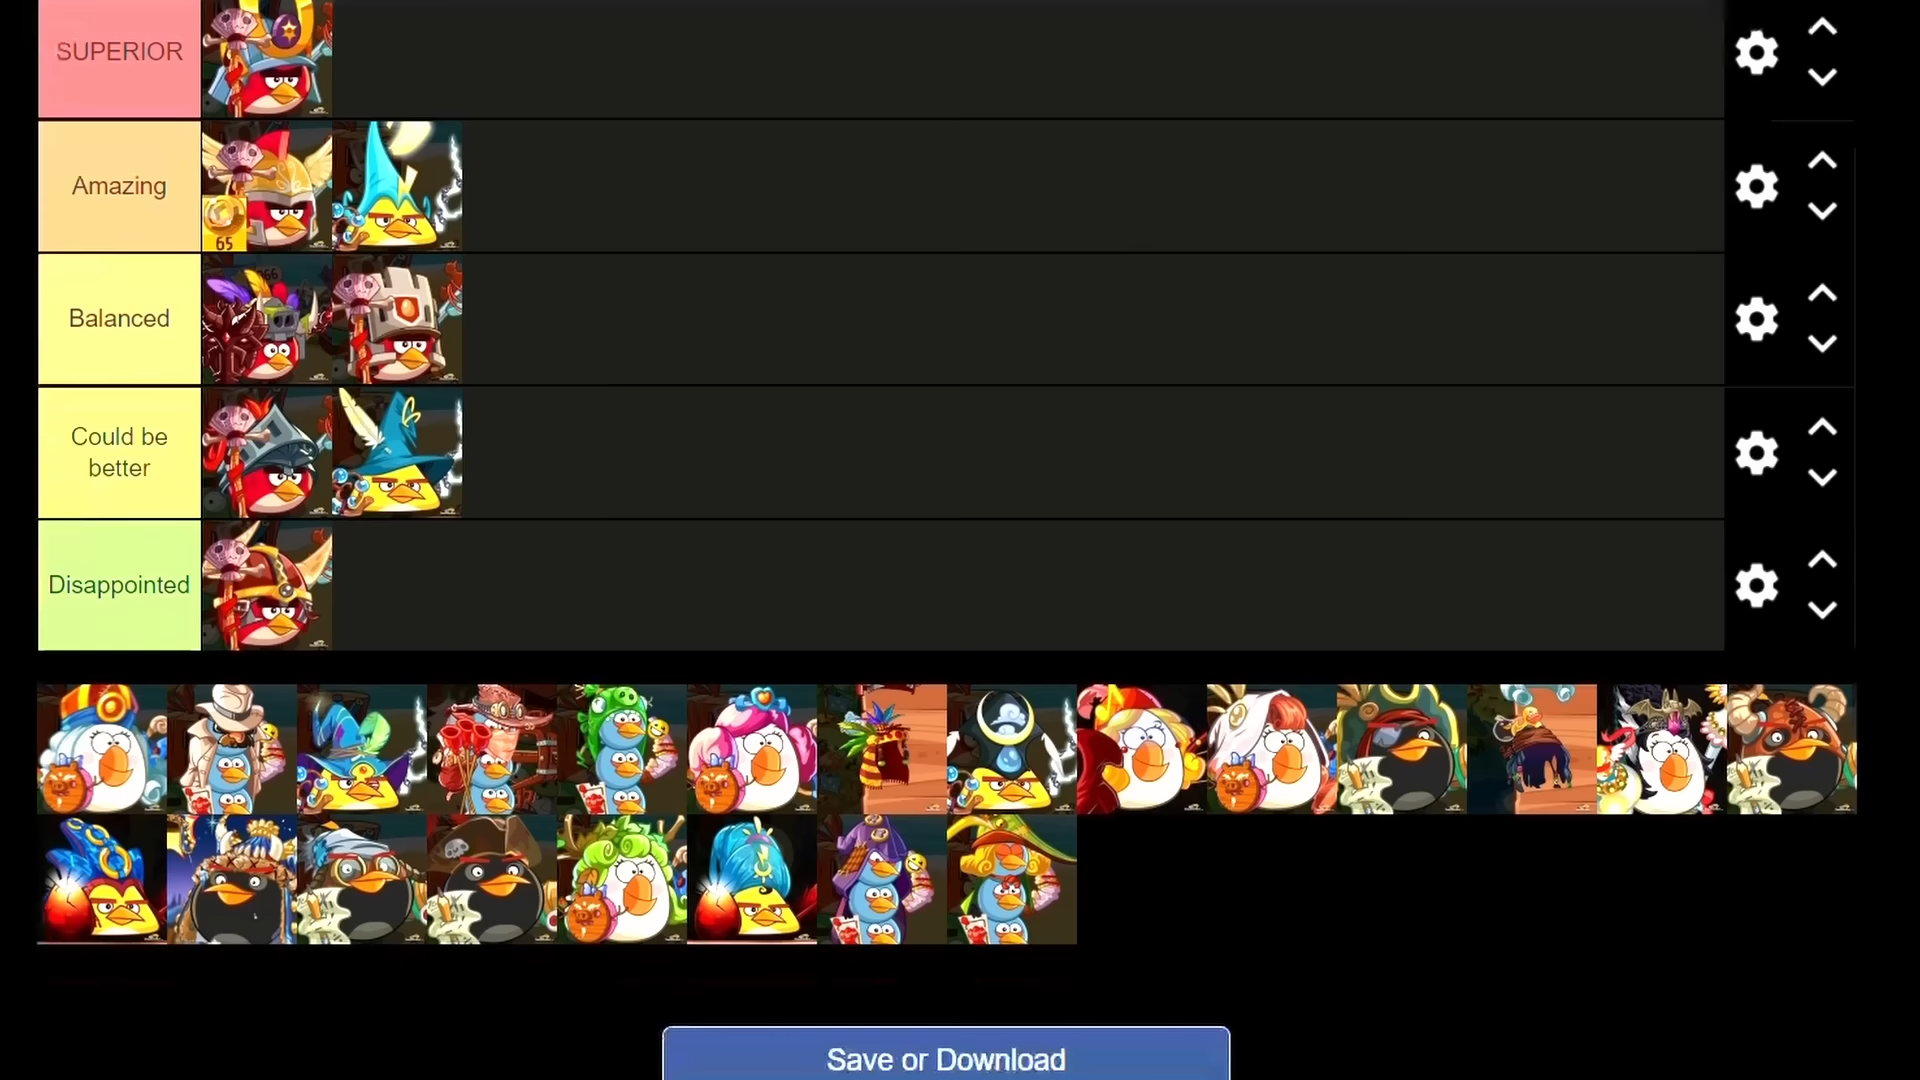 SUPERIOR
Amazing
65
Balanced
Could be
better
Disappointed
Save or Download